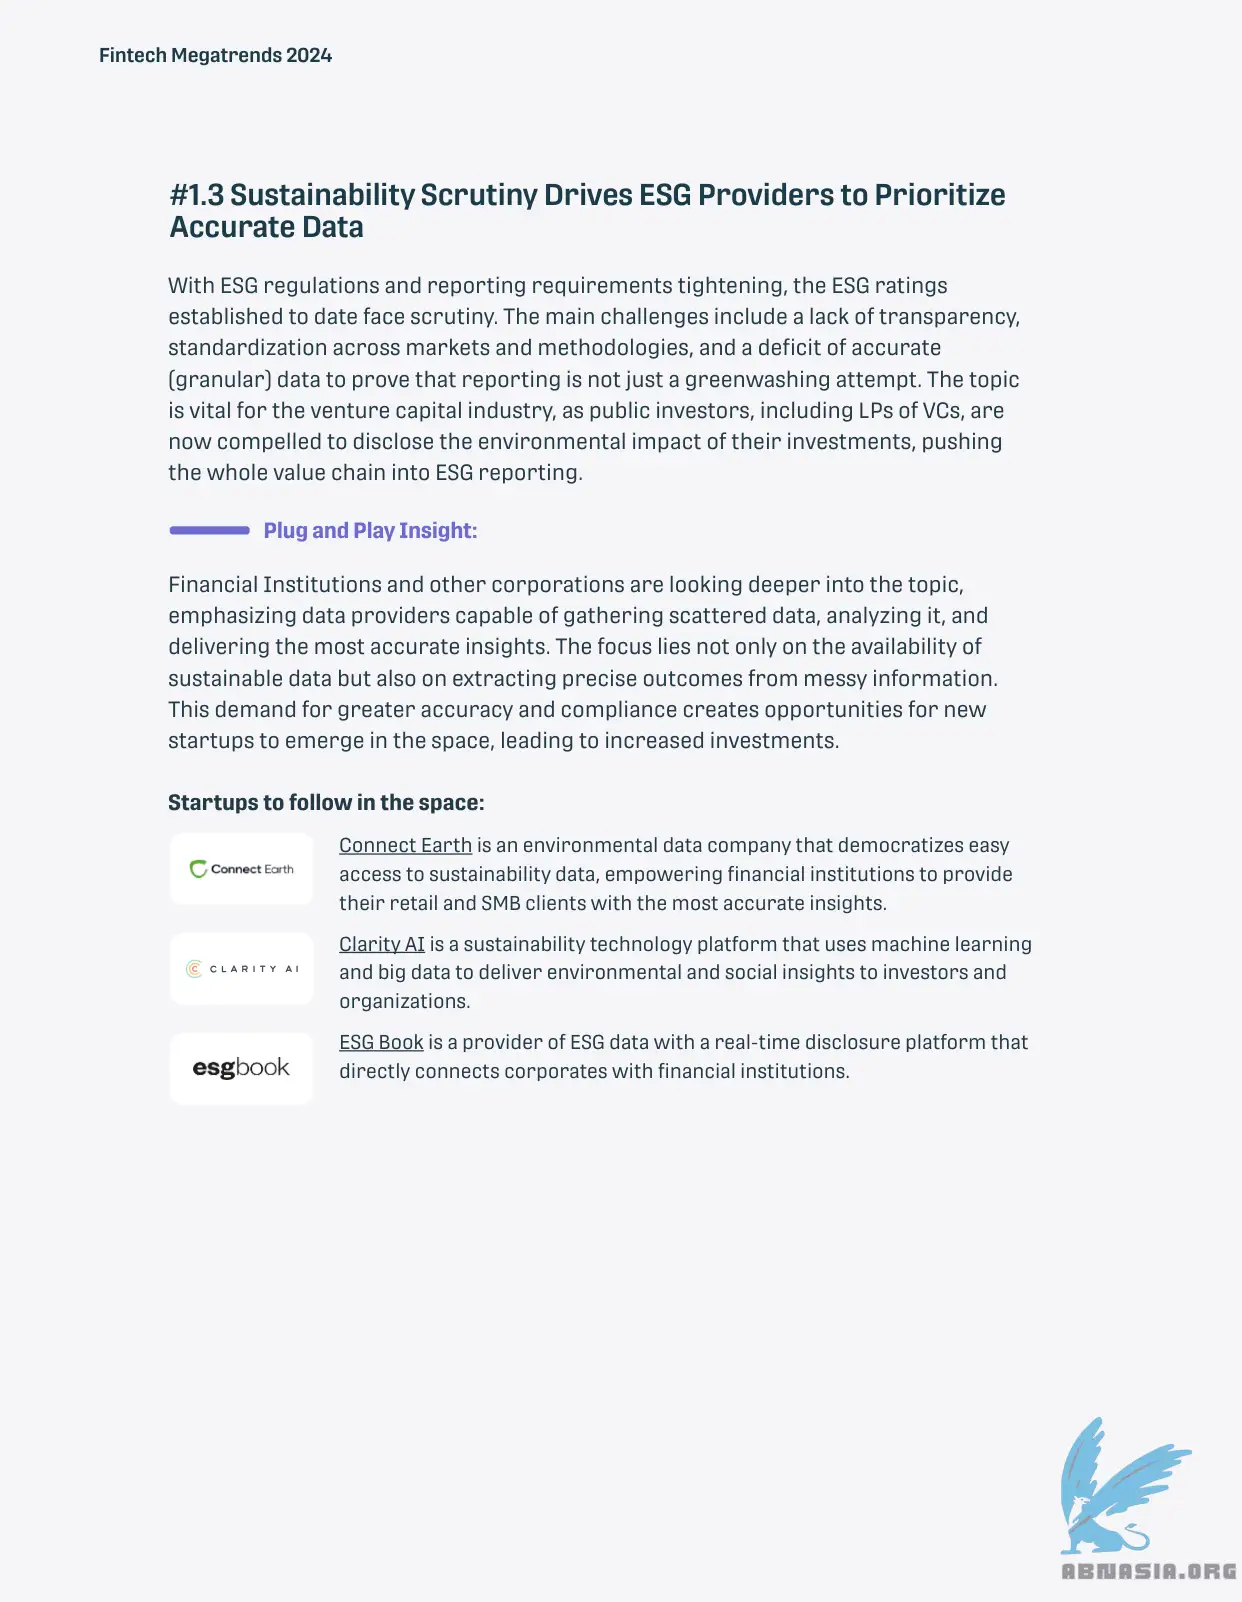 Fintech Megatrends 2024
#1.3 Sustainability Scrutiny Drives ESG Providers to Prioritize
Accurate Data
With ESG regulations and reporting requirements tightening, the ESG ratings
established to date face scrutiny. The main challenges include a lack of transparency,
standardization across markets and methodologies, and a deficit of accurate
(granular) data to prove that reporting is not just a greenwashing attempt. The topic
is vital for the venture capital industry, as public investors, including LPs of VCs, are
now compelled to disclose the environmental impact of their investments, pushing
the whole value chain into ESG reporting.
Plug and Play Insight:
Financial Institutions and other corporations are looking deeper into the topic,
emphasizing data providers capable of gathering scattered data, analyzing it, and
delivering the most accurate insights. The focus lies not only on the availability of
sustainable data but also on extracting precise outcomes from messy information.
This demand for greater accuracy and compliance creates opportunities for new
startups to emerge in the space, leading to increased investments.
Startups to follow in the space:
Connect Earth
Connect Earth is an environmental data company that democratizes easy
access to sustainability data, empowering financial institutions to provide
their retail and SMB clients with the most accurate insights.
CLARITY AI
Clarity AI is a sustainability technology platform that uses machine learning
and big data to deliver environmental and social insights to investors and
organizations.
esgbook
ESG Book is a provider of ESG data with a real-time disclosure platform that
directly connects corporates with financial institutions.
ABNASIA.ORG